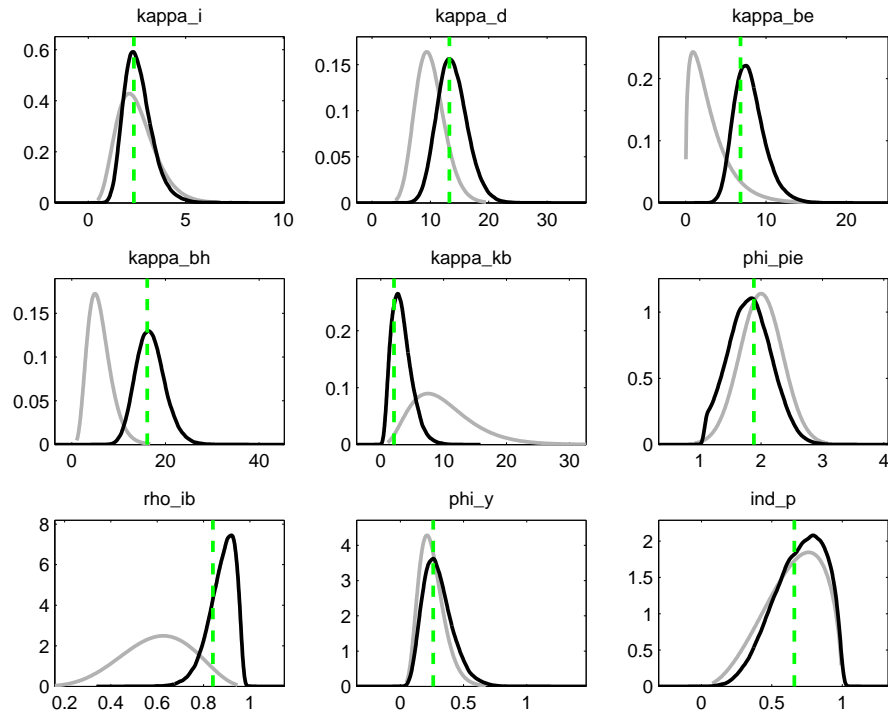 kappa_i kappa_d kappa_be
0.6 0.15 0.2
0.4 0.1
0.2 0.05 0.1
0 0 0
0 5 10 0 10 20 30 0 10 20
kappa_bh kappa_kb phi_pie
0.15 0.2 1
0.1
0.05 0.1 0.5
0 0 0
0 20 40 0 10 20 30 1 2 3 4
rho_ib phi_y ind_p
8 4 2
6 3 1.5
4 2 1
2 1 0.5
0 0 0
0.2 0.4 0.6 0.8 1 0 0.5 1 0 0.5 1